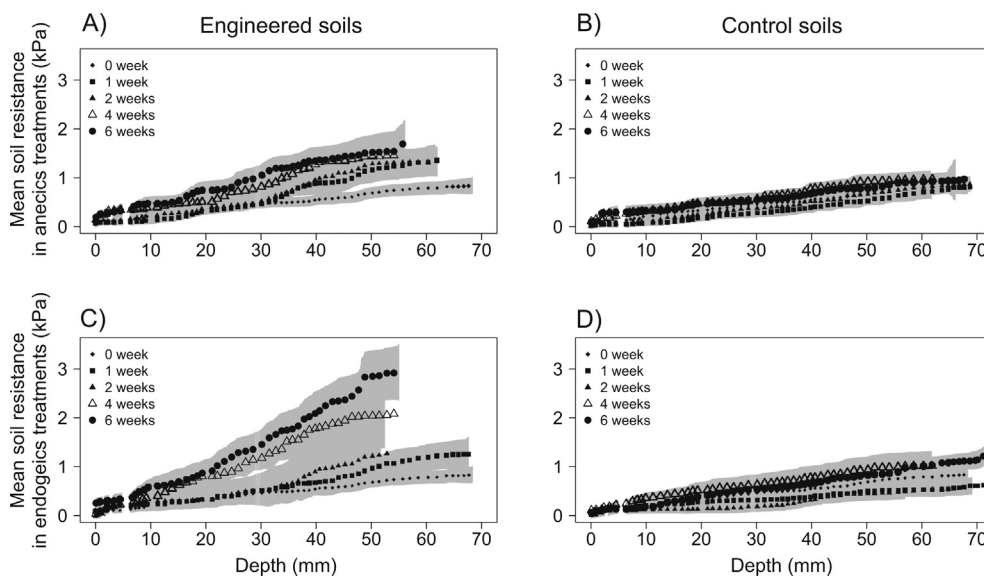 A) Engineered soils
B) Control soils
Mean soil resistance
in anecics treatments (kPa)
0 week
1 week
2 weeks
4 weeks
6 weeks
3
2
1
0
0 10 20 30 40 50 60 70
0 week
1 week
2 weeks
4 weeks
6 weeks
3
2
1
0
0 10 20 30 40 50 60 70
C)
D)
Mean soil resistance
in endogeics treatments (kPa)
0 week
1 week
2 weeks
4 weeks
6 weeks
3
2
1
0
0 10 20 30 40 50 60 70
Depth (mm)
0 week
1 week
2 weeks
4 weeks
6 weeks
3
2
1
0
0 10 20 30 40 50 60 70
Depth (mm)